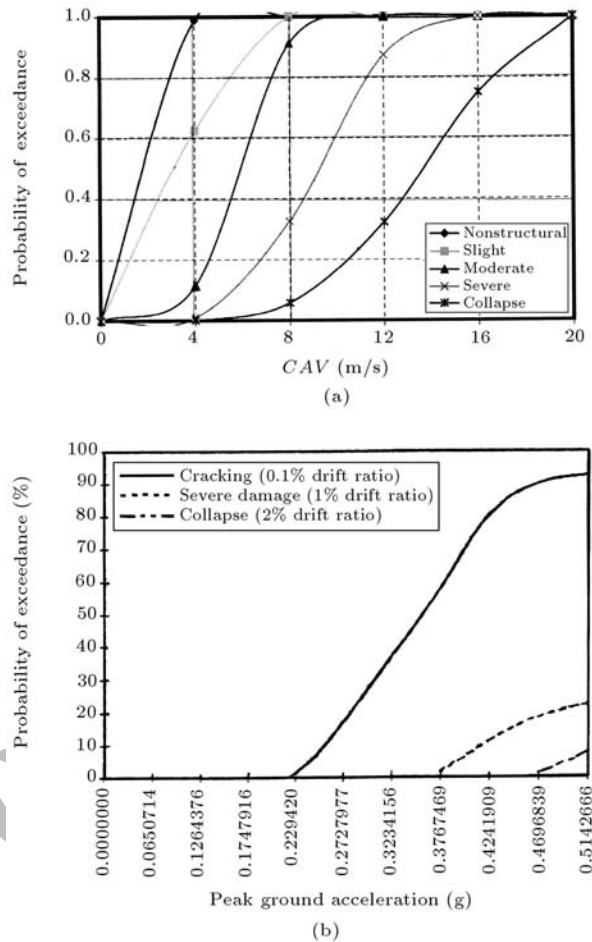 Probability of exceedance
1.0
0.8
0.6
0.4
0.2
0.0
Nonstructural
Slight
Moderate
Severe
Collapse
0 4 8 12 16 20
CAV (m/s)
(a)
Probability of exceedance (%)
100
90
80
70
60
50
40
30
20
10
0
Cracking (0.1% drift ratio)
Severe damage (1% drift ratio)
Collapse (2% drift ratio)
0.0000000
0.0650714
0.1264376
0.1747916
0.229420
0.2727977
0.3234156
0.3767469
0.4241909
0.4696839
0.5142666
Peak ground acceleration (g)
(b)